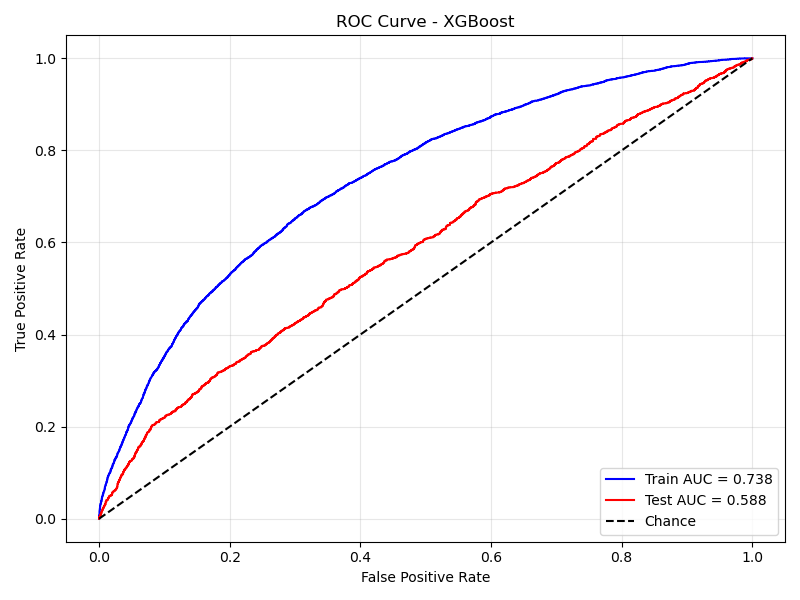 ROC Curve - XGBoost
True Positive Rate
1.0
0.8
0.6
0.4
0.2
0.0
0.0 0.2 0.4 0.6 0.8 1.0
False Positive Rate
Train AUC = 0.738
Test AUC = 0.588
Chance